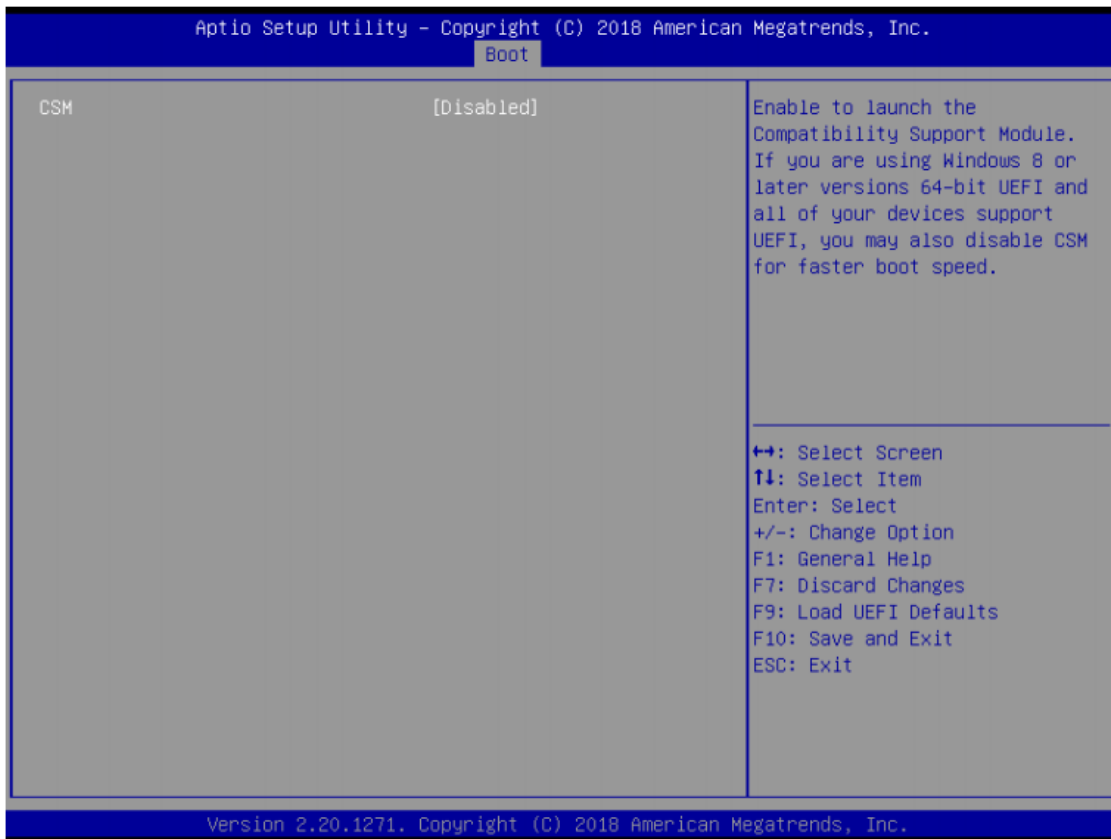 Aptio Setup Utility – Copyright (C) 2018 American Megatrends, Inc.
Boot
CSM [Disabled]
Enable to launch the
Compatibility Support Module.
If you are using Windows 8 or
later versions 64-bit UEFI and
all of your devices support
UEFI, you may also disable CSM
for faster boot speed.
↔: Select Screen
↑↓: Select Item
Enter: Select
+/-: Change Option
F1: General Help
F7: Discard Changes
F9: Load UEFI Defaults
F10: Save and Exit
ESC: Exit
Version 2.20.1271. Copyright (C) 2018 American Megatrends, Inc.